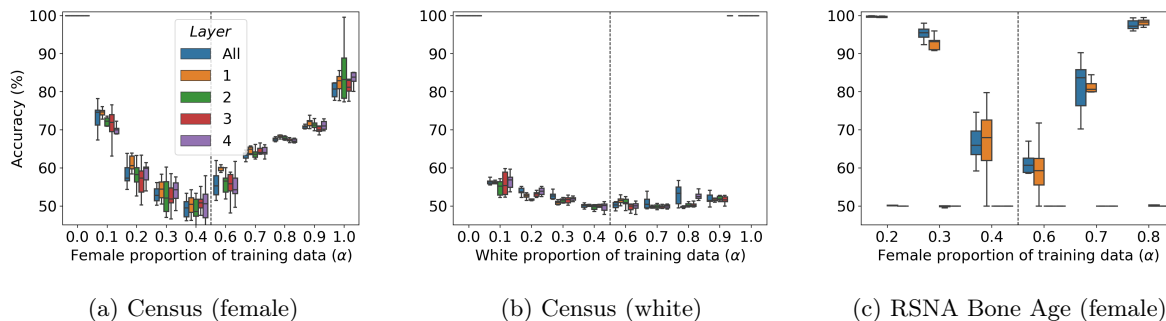 Accuracy (%)
100
90
80
70
60
50
Layer
All
1
2
3
4
0.0 0.1 0.2 0.3 0.4 0.6 0.7 0.8 0.9 1.0
Female proportion of training data (α)
(a) Census (female)
100
90
80
70
60
50
0.0 0.1 0.2 0.3 0.4 0.6 0.7 0.8 0.9 1.0
White proportion of training data (α)
(b) Census (white)
100
90
80
70
60
50
0.2 0.3 0.4 0.6 0.7 0.8
Female proportion of training data (α)
(c) RSNA Bone Age (female)